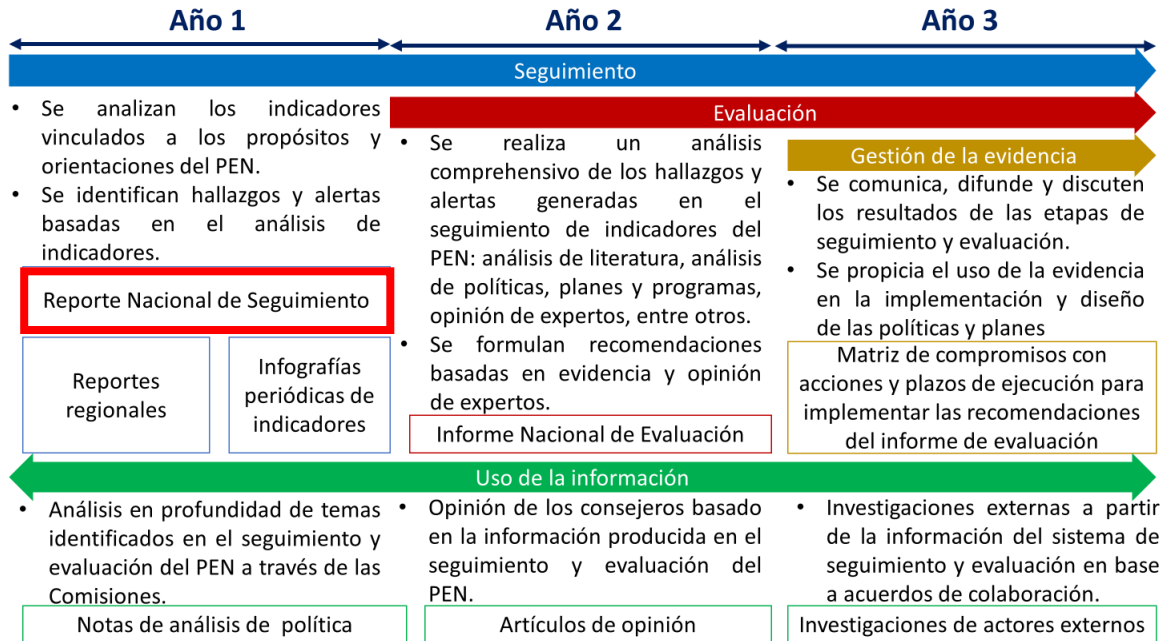 Año 1
Año 2
Año 3
Seguimiento
• Se analizan los indicadores
vinculados a los propósitos y
orientaciones del PEN.
• Se identifican hallazgos y alertas
basadas en el análisis de
indicadores.
Reporte Nacional de Seguimiento
Reportes
regionales
Infografías
periódicas de
indicadores
Evaluación
• Se realiza un análisis
comprehensivo de los hallazgos y
alertas generadas en el
seguimiento de indicadores del
PEN: análisis de literatura, análisis
de políticas, planes y programas,
opinión de expertos, entre otros.
• Se formulan recomendaciones
basadas en evidencia y opinión
de expertos.
Informe Nacional de Evaluación
Gestión de la evidencia
• Se comunica, difunde y discuten
los resultados de las etapas de
seguimiento y evaluación.
• Se propicia el uso de la evidencia
en la implementación y diseño
de las políticas y planes
Matriz de compromisos con
acciones y plazos de ejecución para
implementar las recomendaciones
del informe de evaluación
Uso de la información
• Análisis en profundidad de temas
identificados en el seguimiento y
evaluación del PEN a través de las
Comisiones.
Notas de análisis de política
• Opinión de los consejeros basado
en la información producida en el
seguimiento y evaluación del
PEN.
Artículos de opinión
• Investigaciones externas a partir
de la información del sistema de
seguimiento y evaluación en base
a acuerdos de colaboración.
Investigaciones de actores externos